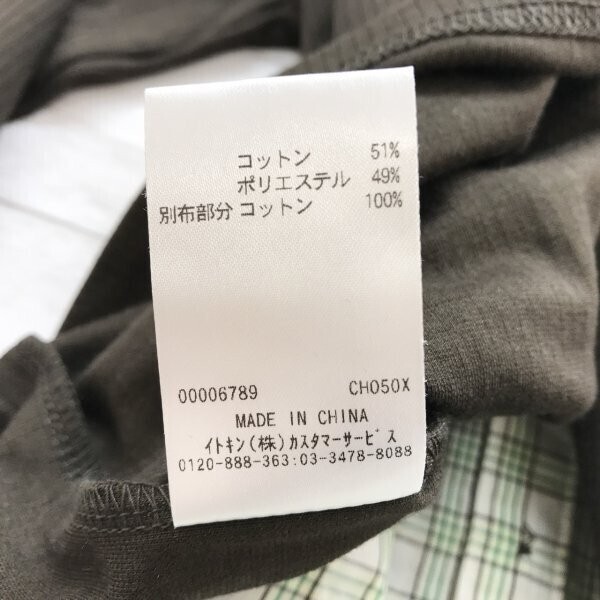 コットン 51%
ポリエステル 49%
別布部分 コットン 100%
00006789 CH050X
MADE IN CHINA
イトキン(株)カスタマーサービス
0120-888-363:03-3478-8088